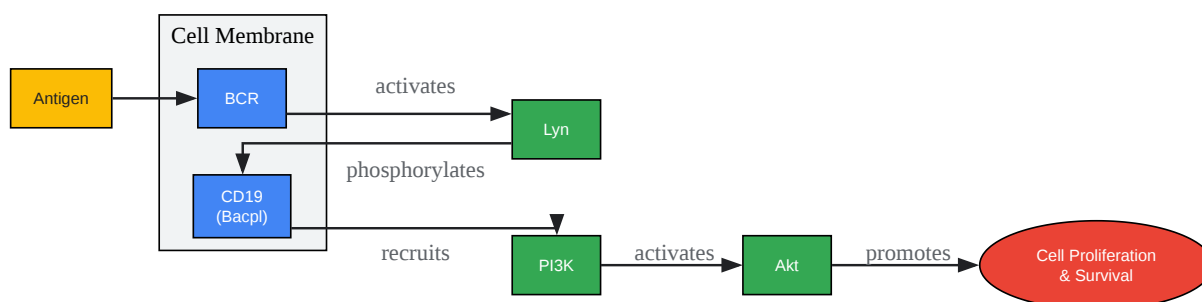 Cell Membrane
Antigen
BCR
activates
Lyn
phosphorylates
CD19
(Bacpl)
recruits
PI3K
activates
Akt
promotes
Cell Proliferation
& Survival